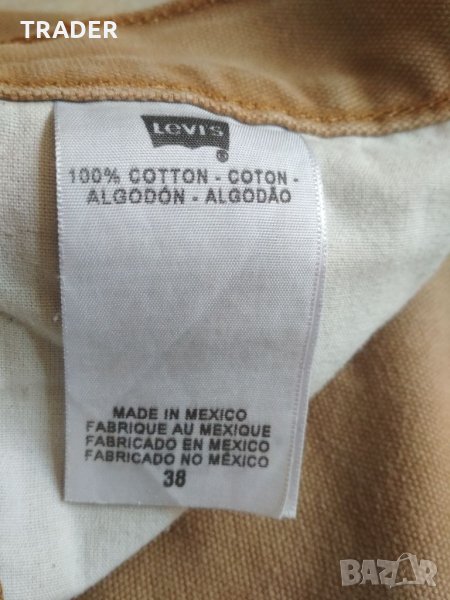 TRADER
LEVI'S
®
100% COTTON - COTON -
ALGODÓN - ALGODÃO
MADE IN MEXICO
FABRIQUE AU MEXIQUE
FABRICADO EN MEXICO
FABRICADO NO MÉXICO
38
BAZAR